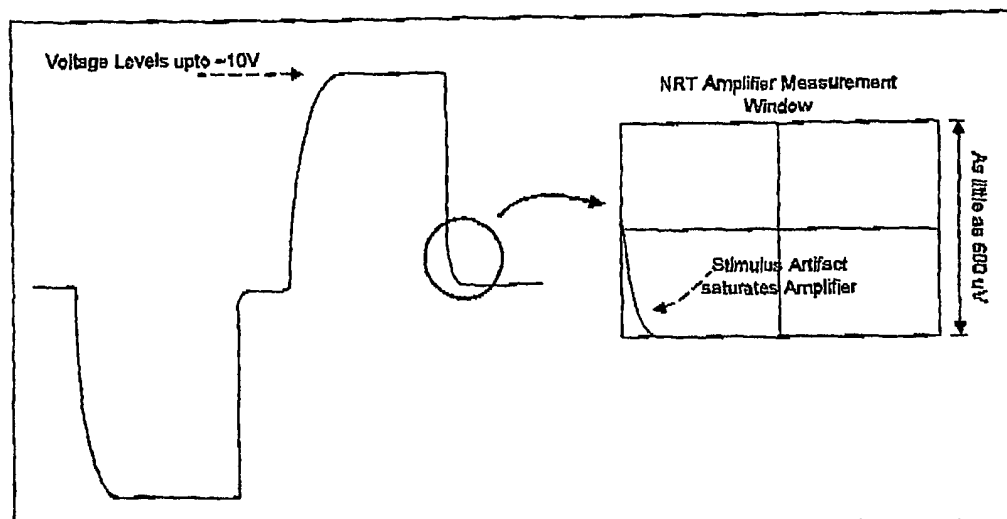 Voltage Levels upto ~10V
NRT Amplifier Measurement
Window
Stimulus Artifact
saturates Amplifier
As little as 600 uV